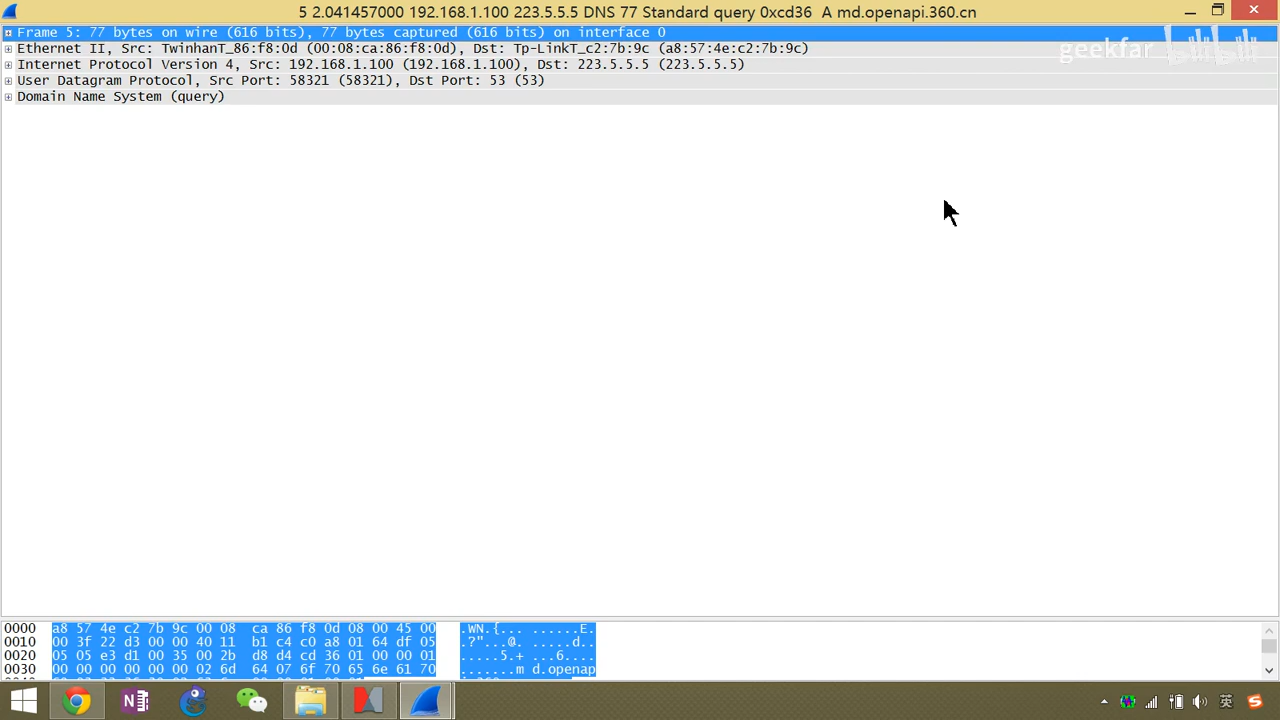 5 2.041457000 192.168.1.100 223.5.5.5 DNS 77 Standard query 0xcd36 A md.openapi.360.cn
Frame 5: 77 bytes on wire (616 bits), 77 bytes captured (616 bits) on interface 0
geekfar bilibili
Ethernet II, Src: TwinhanT_86:f8:0d (00:08:ca:86:f8:0d), Dst: Tp-LinkT_c2:7b:9c (a8:57:4e:c2:7b:9c)
Internet Protocol Version 4, Src: 192.168.1.100 (192.168.1.100), Dst: 223.5.5.5 (223.5.5.5)
User Datagram Protocol, Src Port: 58321 (58321), Dst Port: 53 (53)
Domain Name System (query)
0000 a8 57 4e c2 7b 9c 00 08 ca 86 f8 0d 08 00 45 00 .WN.{... ......E.
0010 00 3f 22 d3 00 00 40 11 b1 c4 c0 a8 01 64 df 05 .?"...@. .....d..
0020 05 05 e3 d1 00 35 00 2b d8 d4 cd 36 01 00 00 01 .....5.+ ...6....
0030 00 00 00 00 00 00 02 6d 64 07 6f 70 65 6e 61 70 .......m d.openap
英